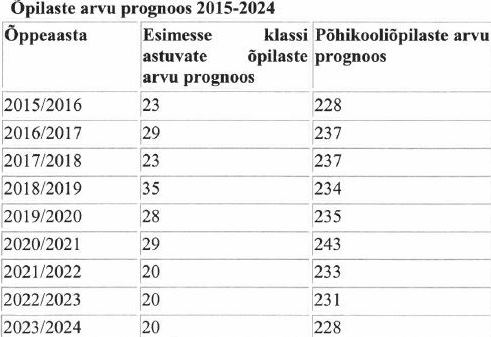 Õpilaste arvu prognoos 2015-2024
Õppeaasta Esimesse klassi Põhikooliõpilaste arvu
astuvate õpilaste prognoos
arvu prognoos
2015/2016 23 228
2016/2017 29 237
2017/2018 23 237
2018/2019 35 234
2019/2020 28 235
2020/2021 29 243
2021/2022 20 233
2022/2023 20 231
2023/2024 20 228